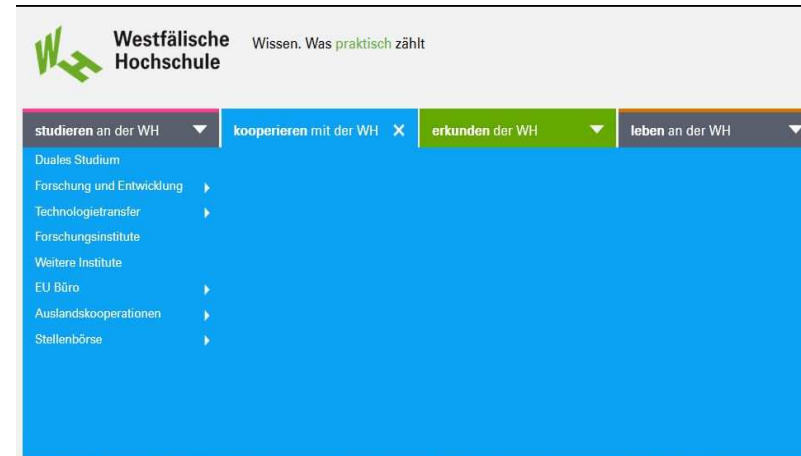 WH
Westfälische
Hochschule
Wissen. Was praktisch zählt
studieren an der WH
kooperieren mit der WH
erkunden der WH
leben an der WH
Duales Studium
Forschung und Entwicklung
Technologietransfer
Forschungsinstitute
Weitere Institute
EU Büro
Auslandskooperationen
Stellenbörse